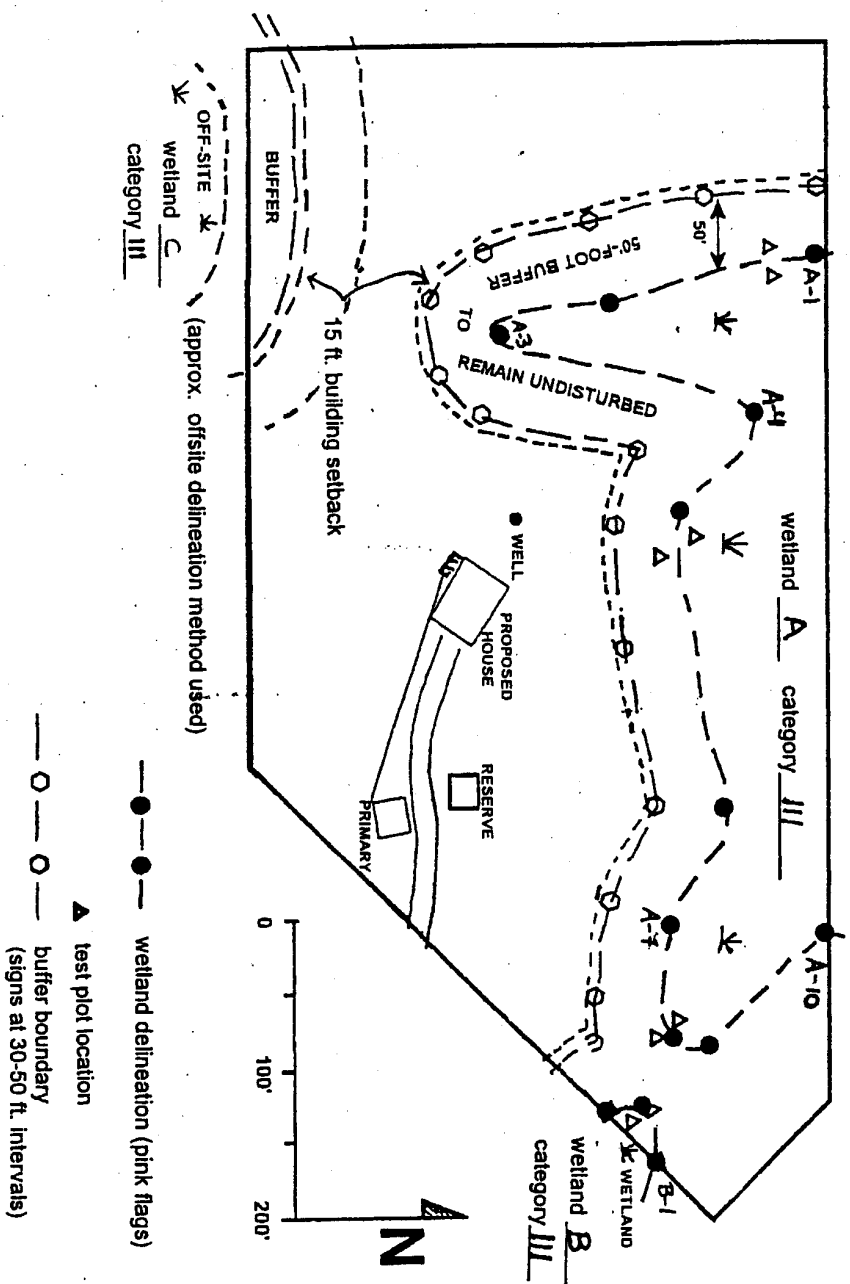 A-1
50'
50'-FOOT BUFFER
TO
REMAIN UNDISTURBED
A-3
A-4
wetland A category III
A-7
A-10
B-1
WETLAND
wetland B
category III
WELL
PROPOSED
HOUSE
RESERVE
PRIMARY
15 ft. building setback
BUFFER
OFF-SITE
wetland C
category III
(approx. offsite delineation method used)
0
100'
200'
N
wetland delineation (pink flags)
test plot location
buffer boundary
(signs at 30-50 ft. intervals)